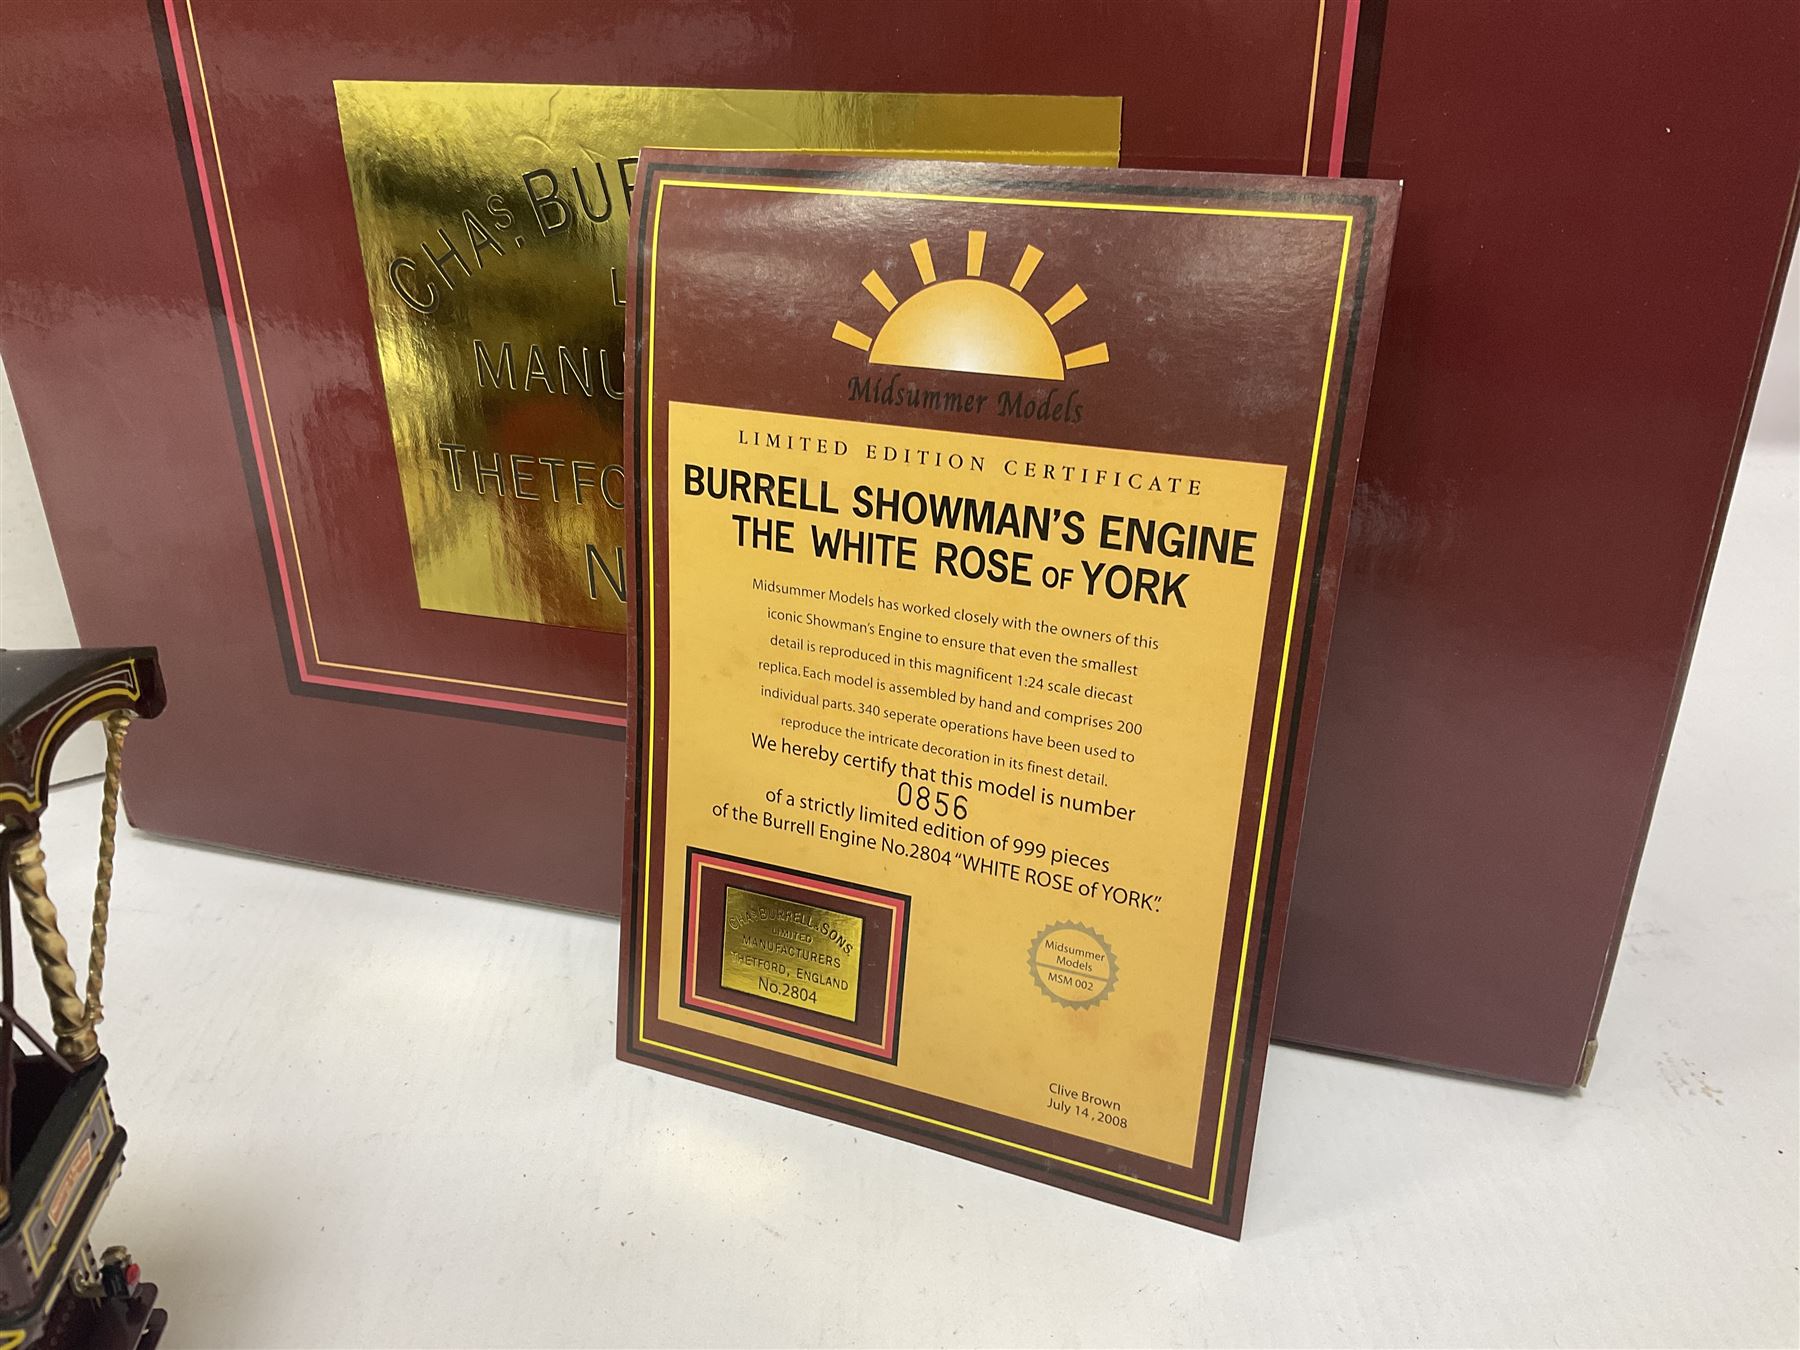 CHAS. BUR
L
MANU
THETFO
N
Midsummer Models
LIMITED EDITION CERTIFICATE
BURRELL SHOWMAN'S ENGINE
THE WHITE ROSE OF YORK
Midsummer Models has worked closely with the owners of this
iconic Showman's Engine to ensure that even the smallest
detail is reproduced in this magnificent 1:24 scale diecast
replica. Each model is assembled by hand and comprises 200
individual parts. 340 seperate operations have been used to
reproduce the intricate decoration in its finest detail.
We hereby certify that this model is number
0856
of a strictly limited edition of 999 pieces
of the Burrell Engine No.2804 "WHITE ROSE of YORK".
CHAS. BURRELL & SONS
LIMITED
MANUFACTURERS
THETFORD, ENGLAND
No.2804
Midsummer
Models
MSM 002
Clive Brown
July 14, 2008